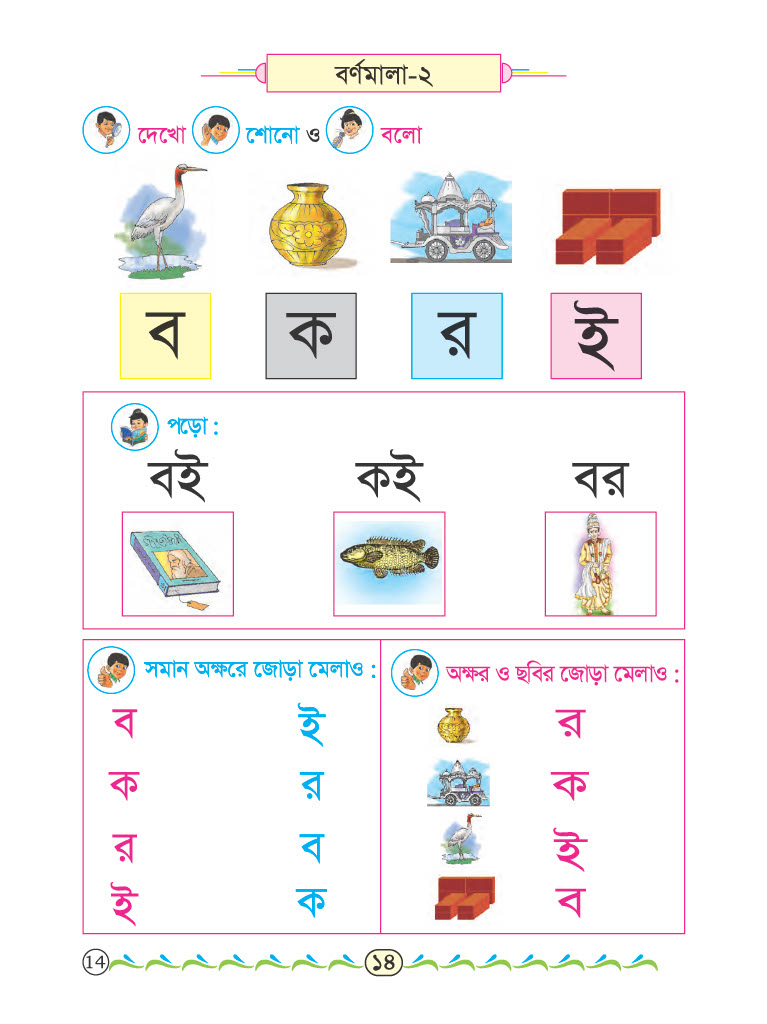 বর্ণমালা-২
দেখো শোনো ও বলো
ব ক র ই
পড়ো :
বই কই বর
সমান অক্ষরে জোড়া মেলাও :
ব ই
ক র
র ব
ই ক
অক্ষর ও ছবির জোড়া মেলাও :
র
ক
ই
ব
14 ১৪